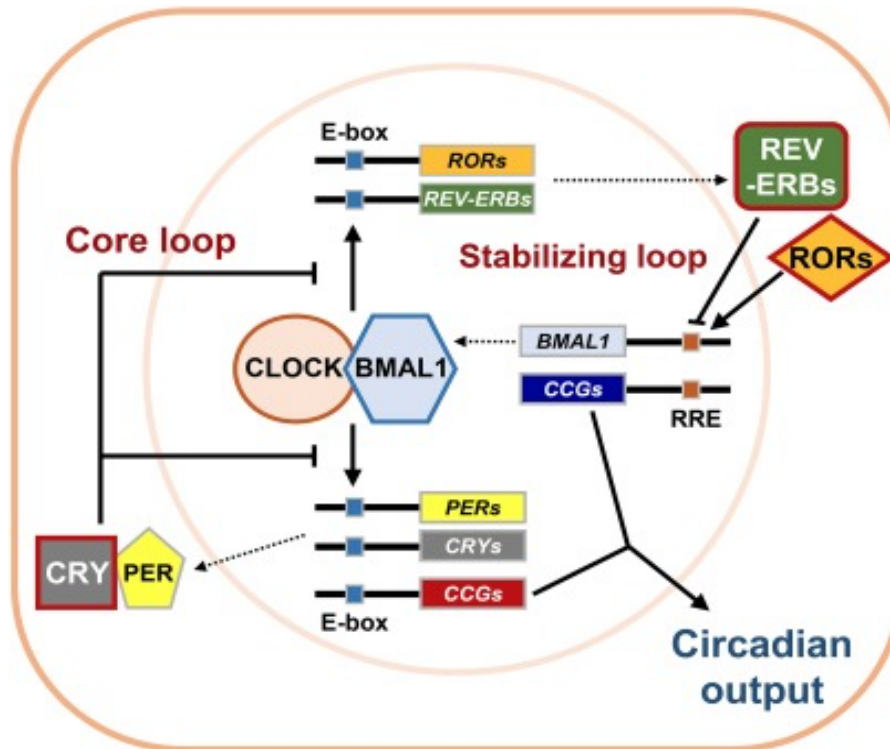 E-box
RORs
REV-ERBs
REV
-ERBs
Core loop
Stabilizing loop
RORs
CLOCK
BMAL1
BMAL1
CCGs
RRE
PERs
CRYs
CCGs
E-box
CRY
PER
Circadian
output